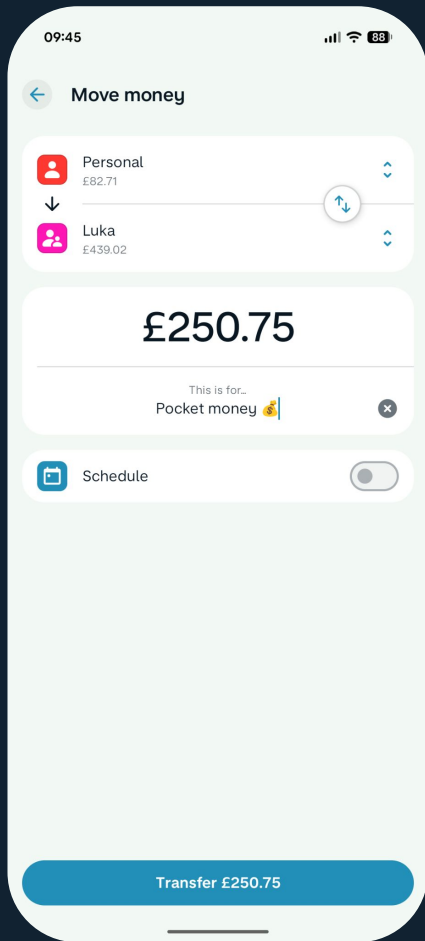 09:45
88
Move money
Personal
£82.71
Luka
£439.02
£250.75
This is for...
Pocket money 💰
Schedule
Transfer £250.75